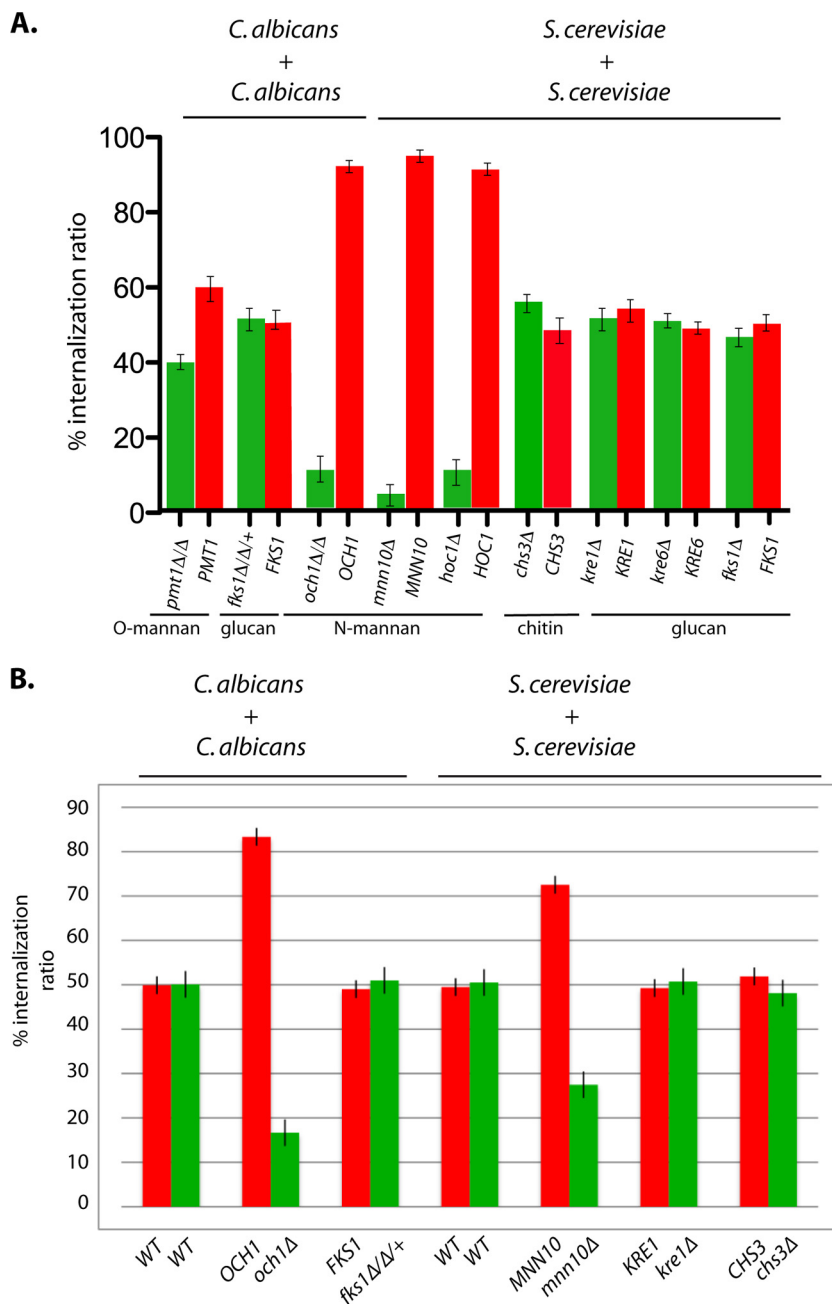 A.
C. albicans
+
C. albicans
S. cerevisiae
+
S. cerevisiae
% internalization ratio
100
80
60
40
20
0
pmt1Δ/Δ
PMT1
fks1Δ/Δ/+
FKS1
och1Δ/Δ
OCH1
mnn10Δ
MNN10
hoc1Δ
HOC1
chs3Δ
CHS3
kre1Δ
KRE1
kre6Δ
KRE6
fks1Δ
FKS1
O-mannan
glucan
N-mannan
chitin
glucan
B.
C. albicans
+
C. albicans
S. cerevisiae
+
S. cerevisiae
% internalization
ratio
90
80
70
60
50
40
30
20
10
0
WT
WT
OCH1
och1Δ
FKS1
fks1Δ/Δ/+
WT
WT
MNN10
mnn10Δ
KRE1
kre1Δ
CHS3
chs3Δ